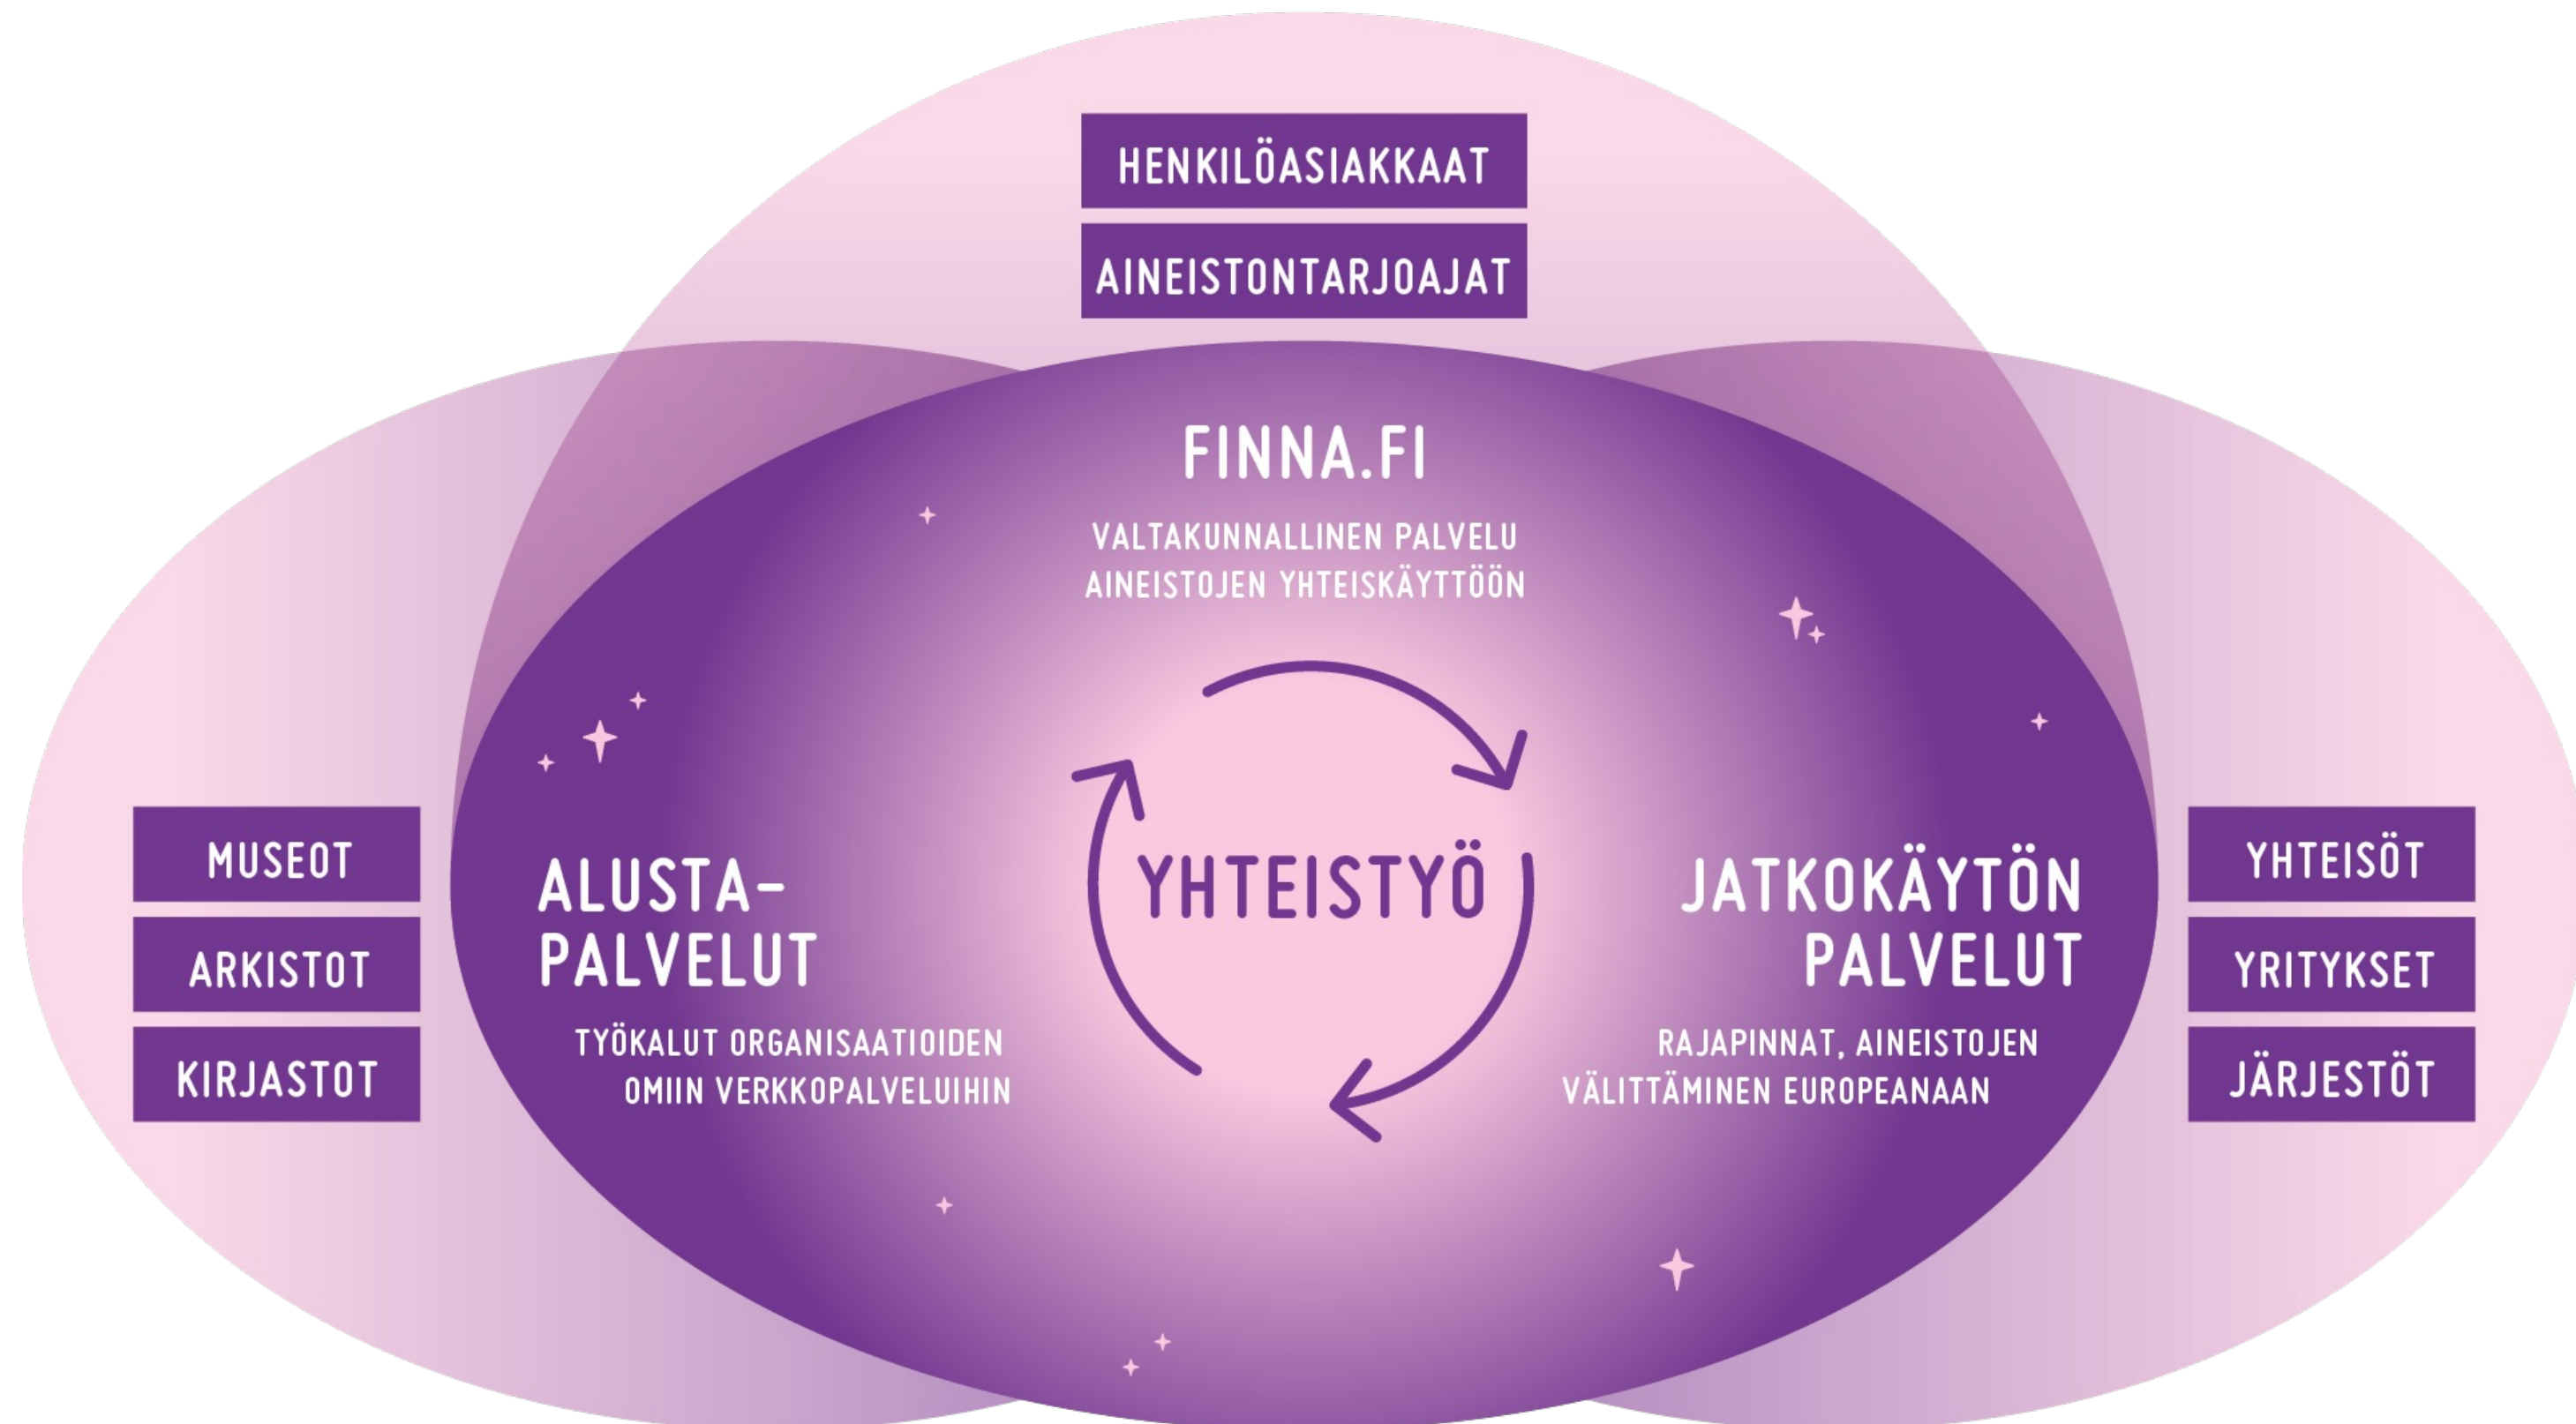 HENKILÖASIAKKAAT
AINEISTONTARJOAJAT
FINNA.FI
VALTAKUNNALLINEN PALVELU
AINEISTOJEN YHTEISKÄYTTÖÖN
MUSEOT
ARKISTOT
KIRJASTOT
ALUSTA-
PALVELUT
TYÖKALUT ORGANISAATIOIDEN
OMIIN VERKKOPALVELUIHIN
YHTEISTYÖ
JATKOKÄYTÖN
PALVELUT
RAJAPINNAT, AINEISTOJEN
VÄLITTÄMINEN EUROPEANAAN
YHTEISÖT
YRITYKSET
JÄRJESTÖT